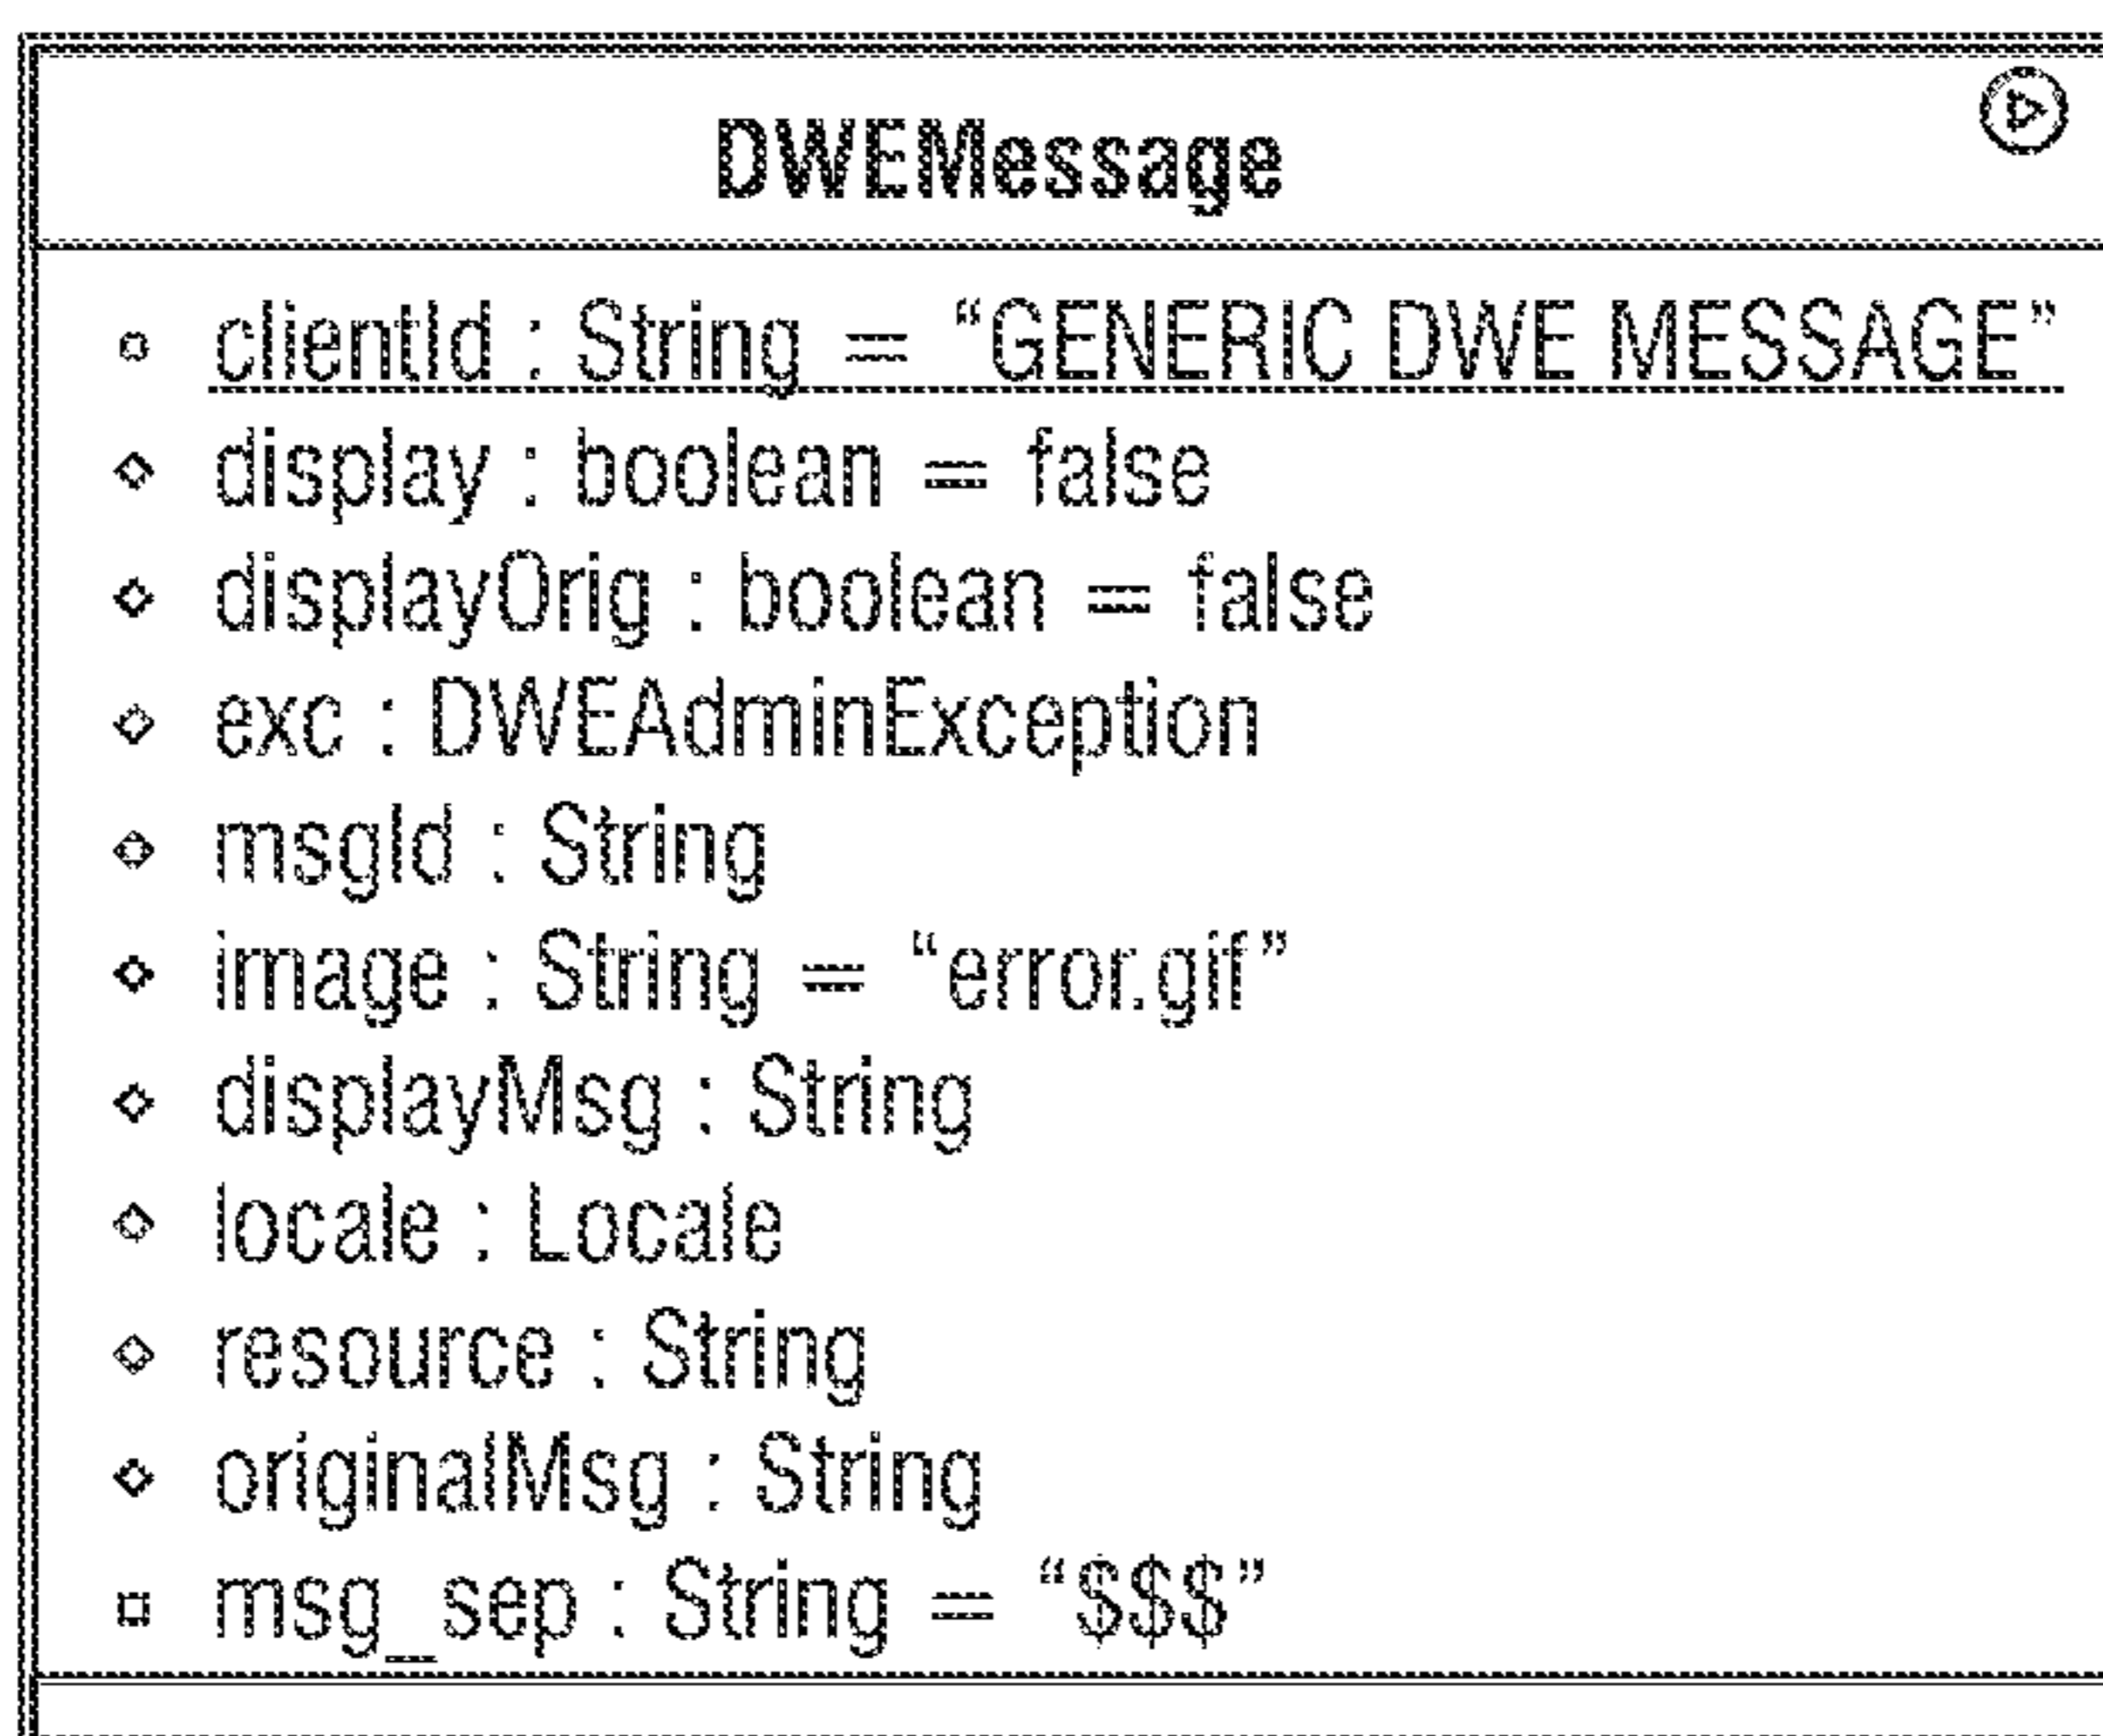 DWEMessage
clientId : String = “GENERIC DWE MESSAGE”
display : boolean = false
displayOrig : boolean = false
exc : DWEAdminException
msgId : String
image : String = “error.gif”
displayMsg : String
locale : Locale
resource : String
originalMsg : String
msg_sep : String = “$$$”